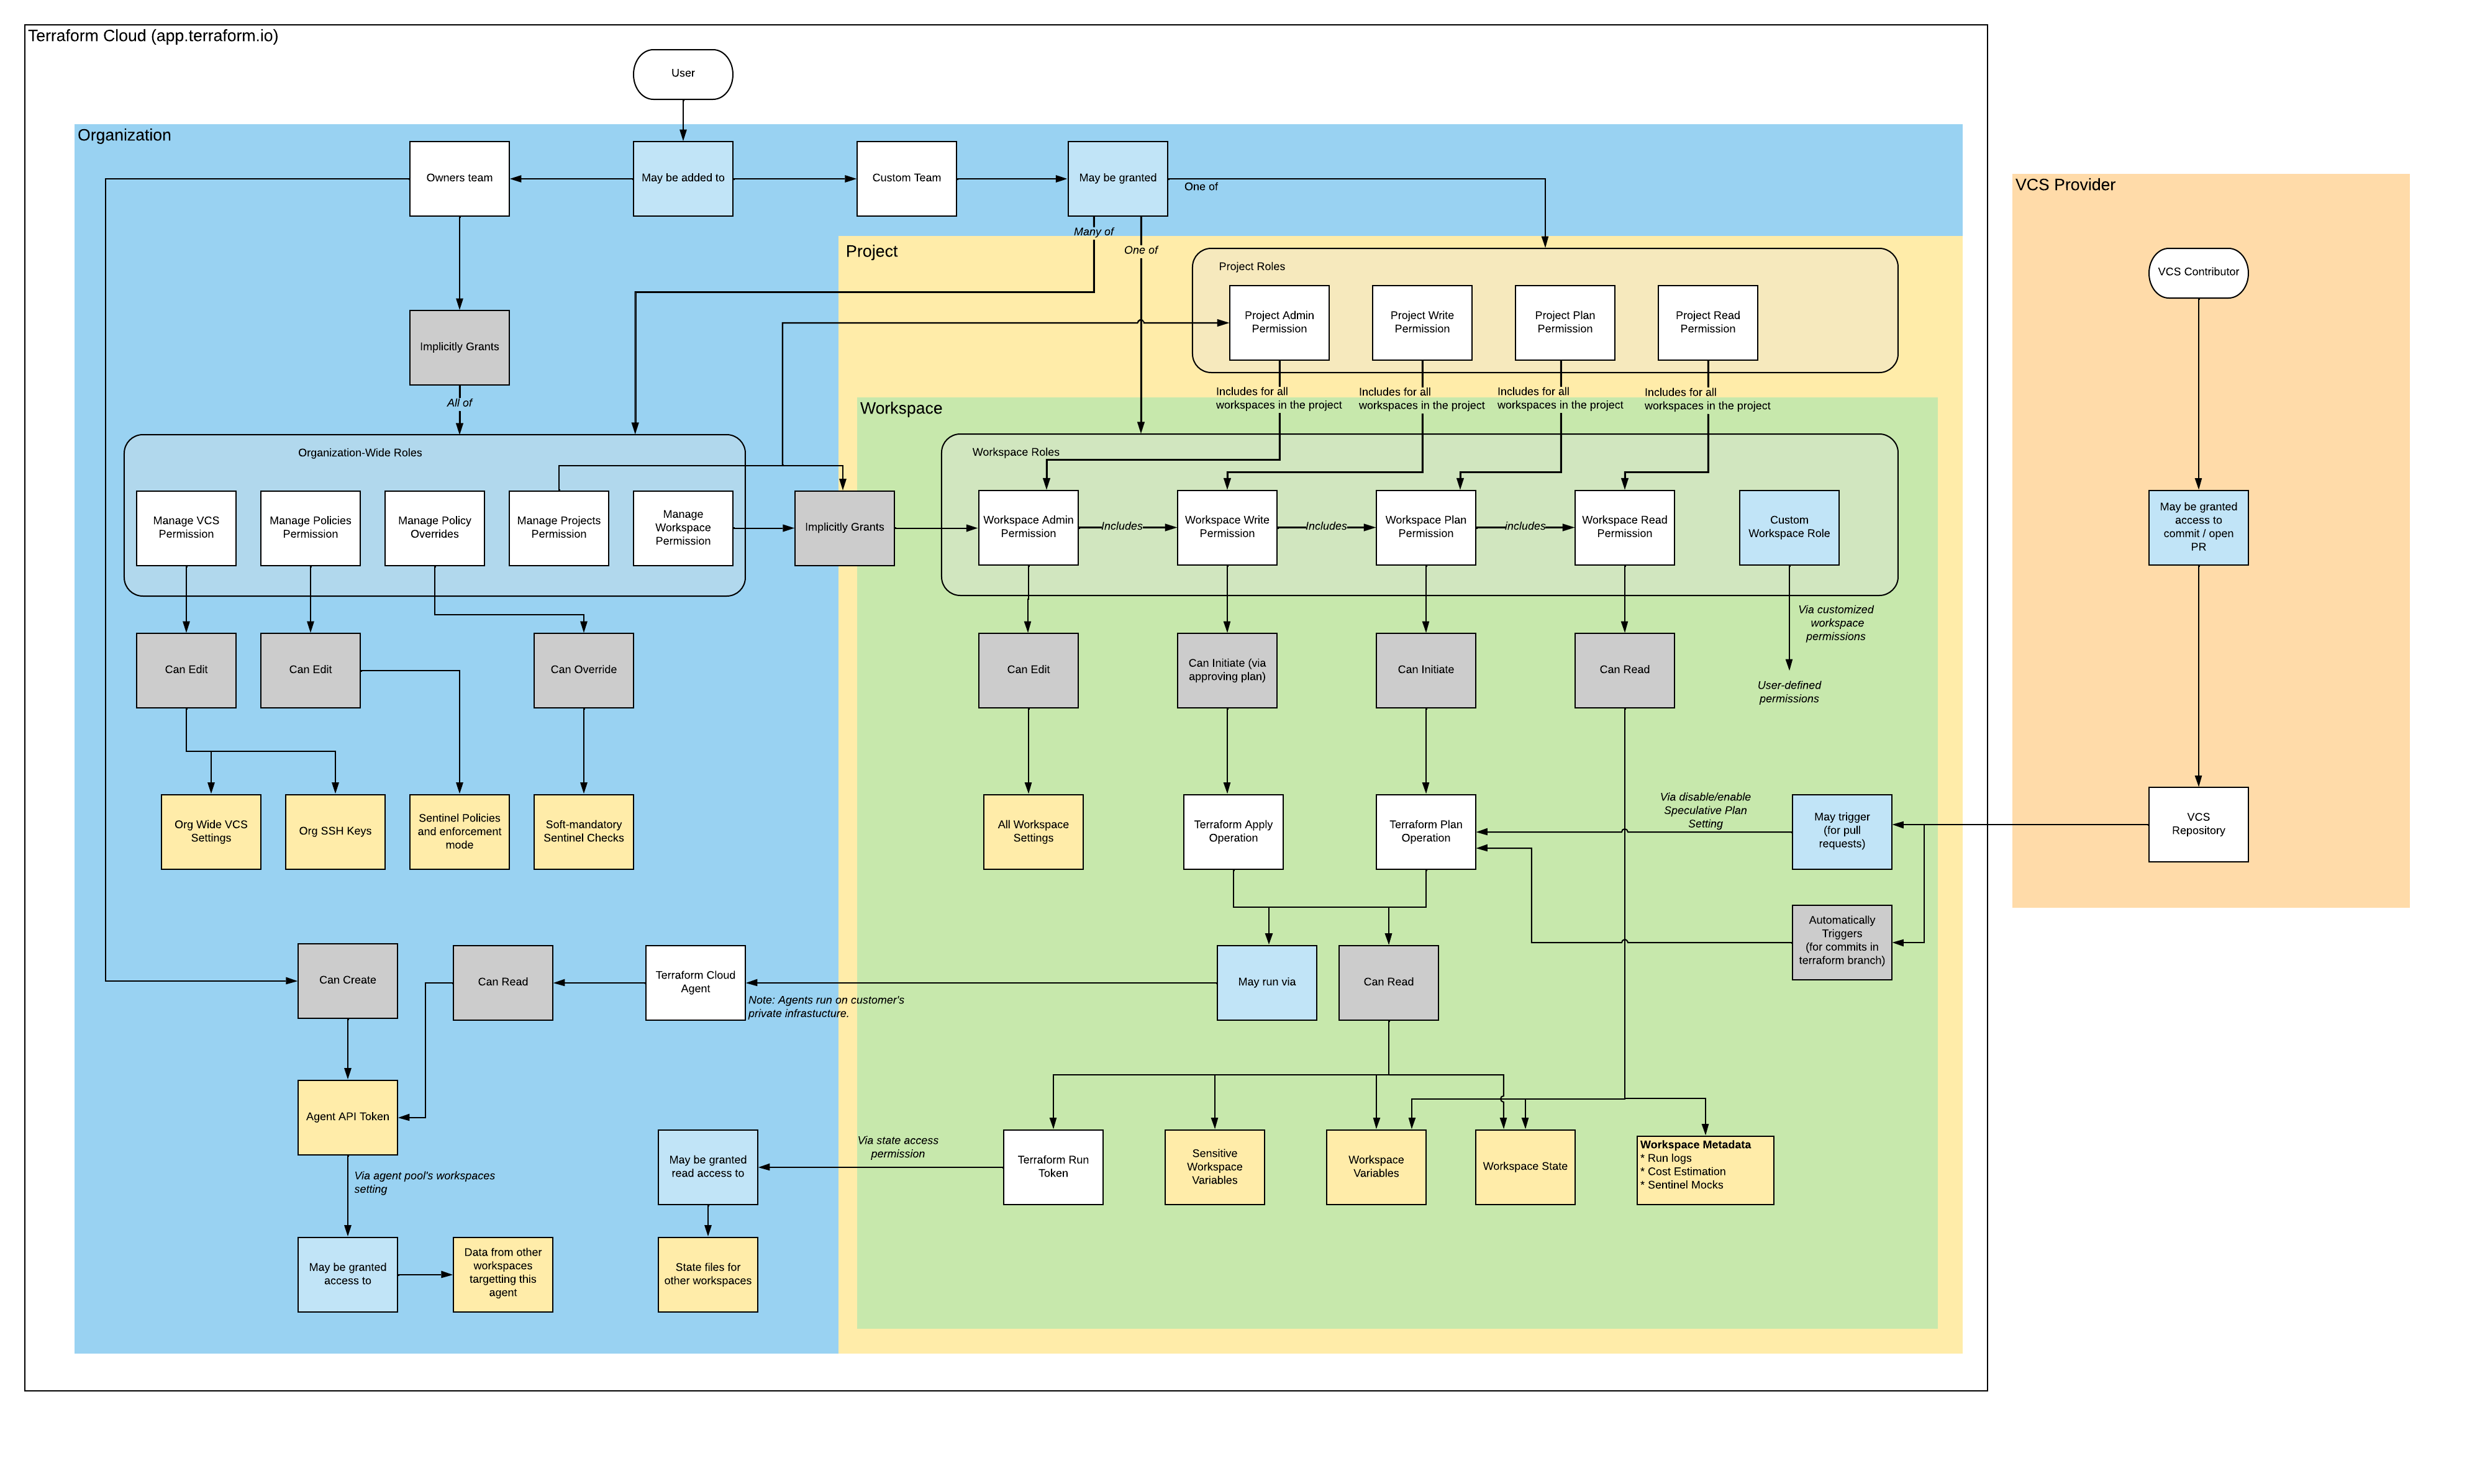 Terraform Cloud (app.terraform.io)
User
Organization
Owners team
May be added to
Custom Team
May be granted
One of
VCS Provider
Many of
One of
Project
Project Roles
VCS Contributor
Project Admin
Permission
Project Write
Permission
Project Plan
Permission
Project Read
Permission
Implicitly Grants
All of
Includes for all
workspaces in the project
Includes for all
workspaces in the project
Includes for all
workspaces in the project
Includes for all
workspaces in the project
Workspace
Organization-Wide Roles
Workspace Roles
Manage VCS
Permission
Manage Policies
Permission
Manage Policy
Overrides
Manage Projects
Permission
Manage
Workspace
Permission
Implicitly Grants
Workspace Admin
Permission
Includes
Workspace Write
Permission
Includes
Workspace Plan
Permission
includes
Workspace Read
Permission
Custom
Workspace Role
May be granted
access to
commit / open
PR
Via customized
workspace
permissions
Can Edit
Can Edit
Can Override
Can Edit
Can Initiate (via
approving plan)
Can Initiate
Can Read
User-defined
permissions
Org Wide VCS
Settings
Org SSH Keys
Sentinel Policies
and enforcement
mode
Soft-mandatory
Sentinel Checks
All Workspace
Settings
Terraform Apply
Operation
Terraform Plan
Operation
Via disable/enable
Speculative Plan
Setting
May trigger
(for pull
requests)
VCS
Repository
Automatically
Triggers
(for commits in
terraform branch)
Can Create
Can Read
Terraform Cloud
Agent
Note: Agents run on customer's
private infrastucture.
May run via
Can Read
Agent API Token
Via agent pool's workspaces
setting
May be granted
read access to
Via state access
permission
Terraform Run
Token
Sensitive
Workspace
Variables
Workspace
Variables
Workspace State
Workspace Metadata
* Run logs
* Cost Estimation
* Sentinel Mocks
May be granted
access to
Data from other
workspaces
targetting this
agent
State files for
other workspaces